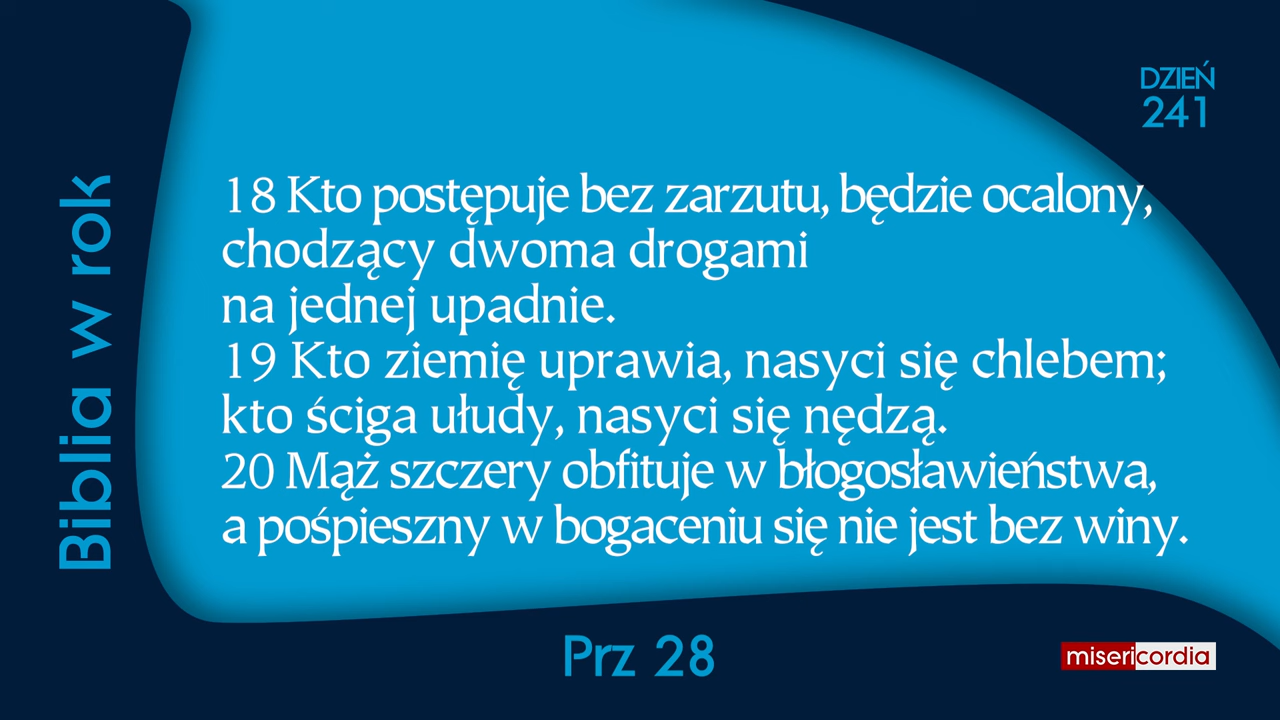 DZIEŃ
241
Biblia w rok
18 Kto postępuje bez zarzutu, będzie ocalony,
chodzący dwoma drogami
na jednej upadnie.
19 Kto ziemię uprawia, nasyci się chlebem;
kto ściga ułudy, nasyci się nędzą.
20 Mąż szczery obfituje w błogosławieństwa,
a pośpieszny w bogaceniu się nie jest bez winy.
Prz 28
misericordia